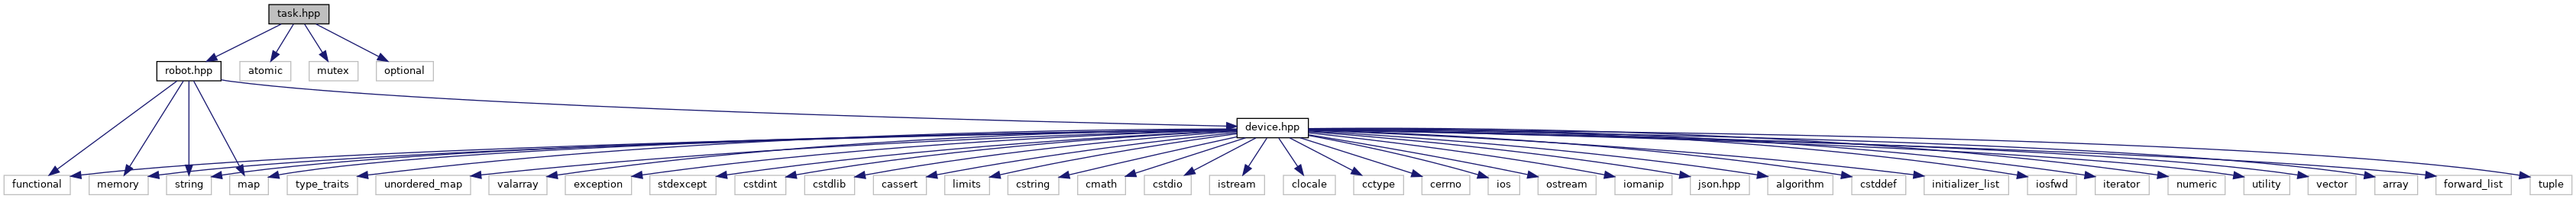 task.hpp
robot.hpp
atomic
mutex
optional
device.hpp
functional
memory
string
map
type_traits
unordered_map
valarray
exception
stdexcept
cstdint
cstdlib
cassert
limits
cstring
cmath
cstdio
istream
clocale
cctype
cerrno
ios
ostream
iomanip
json.hpp
algorithm
cstddef
initializer_list
iosfwd
iterator
numeric
utility
vector
array
forward_list
tuple